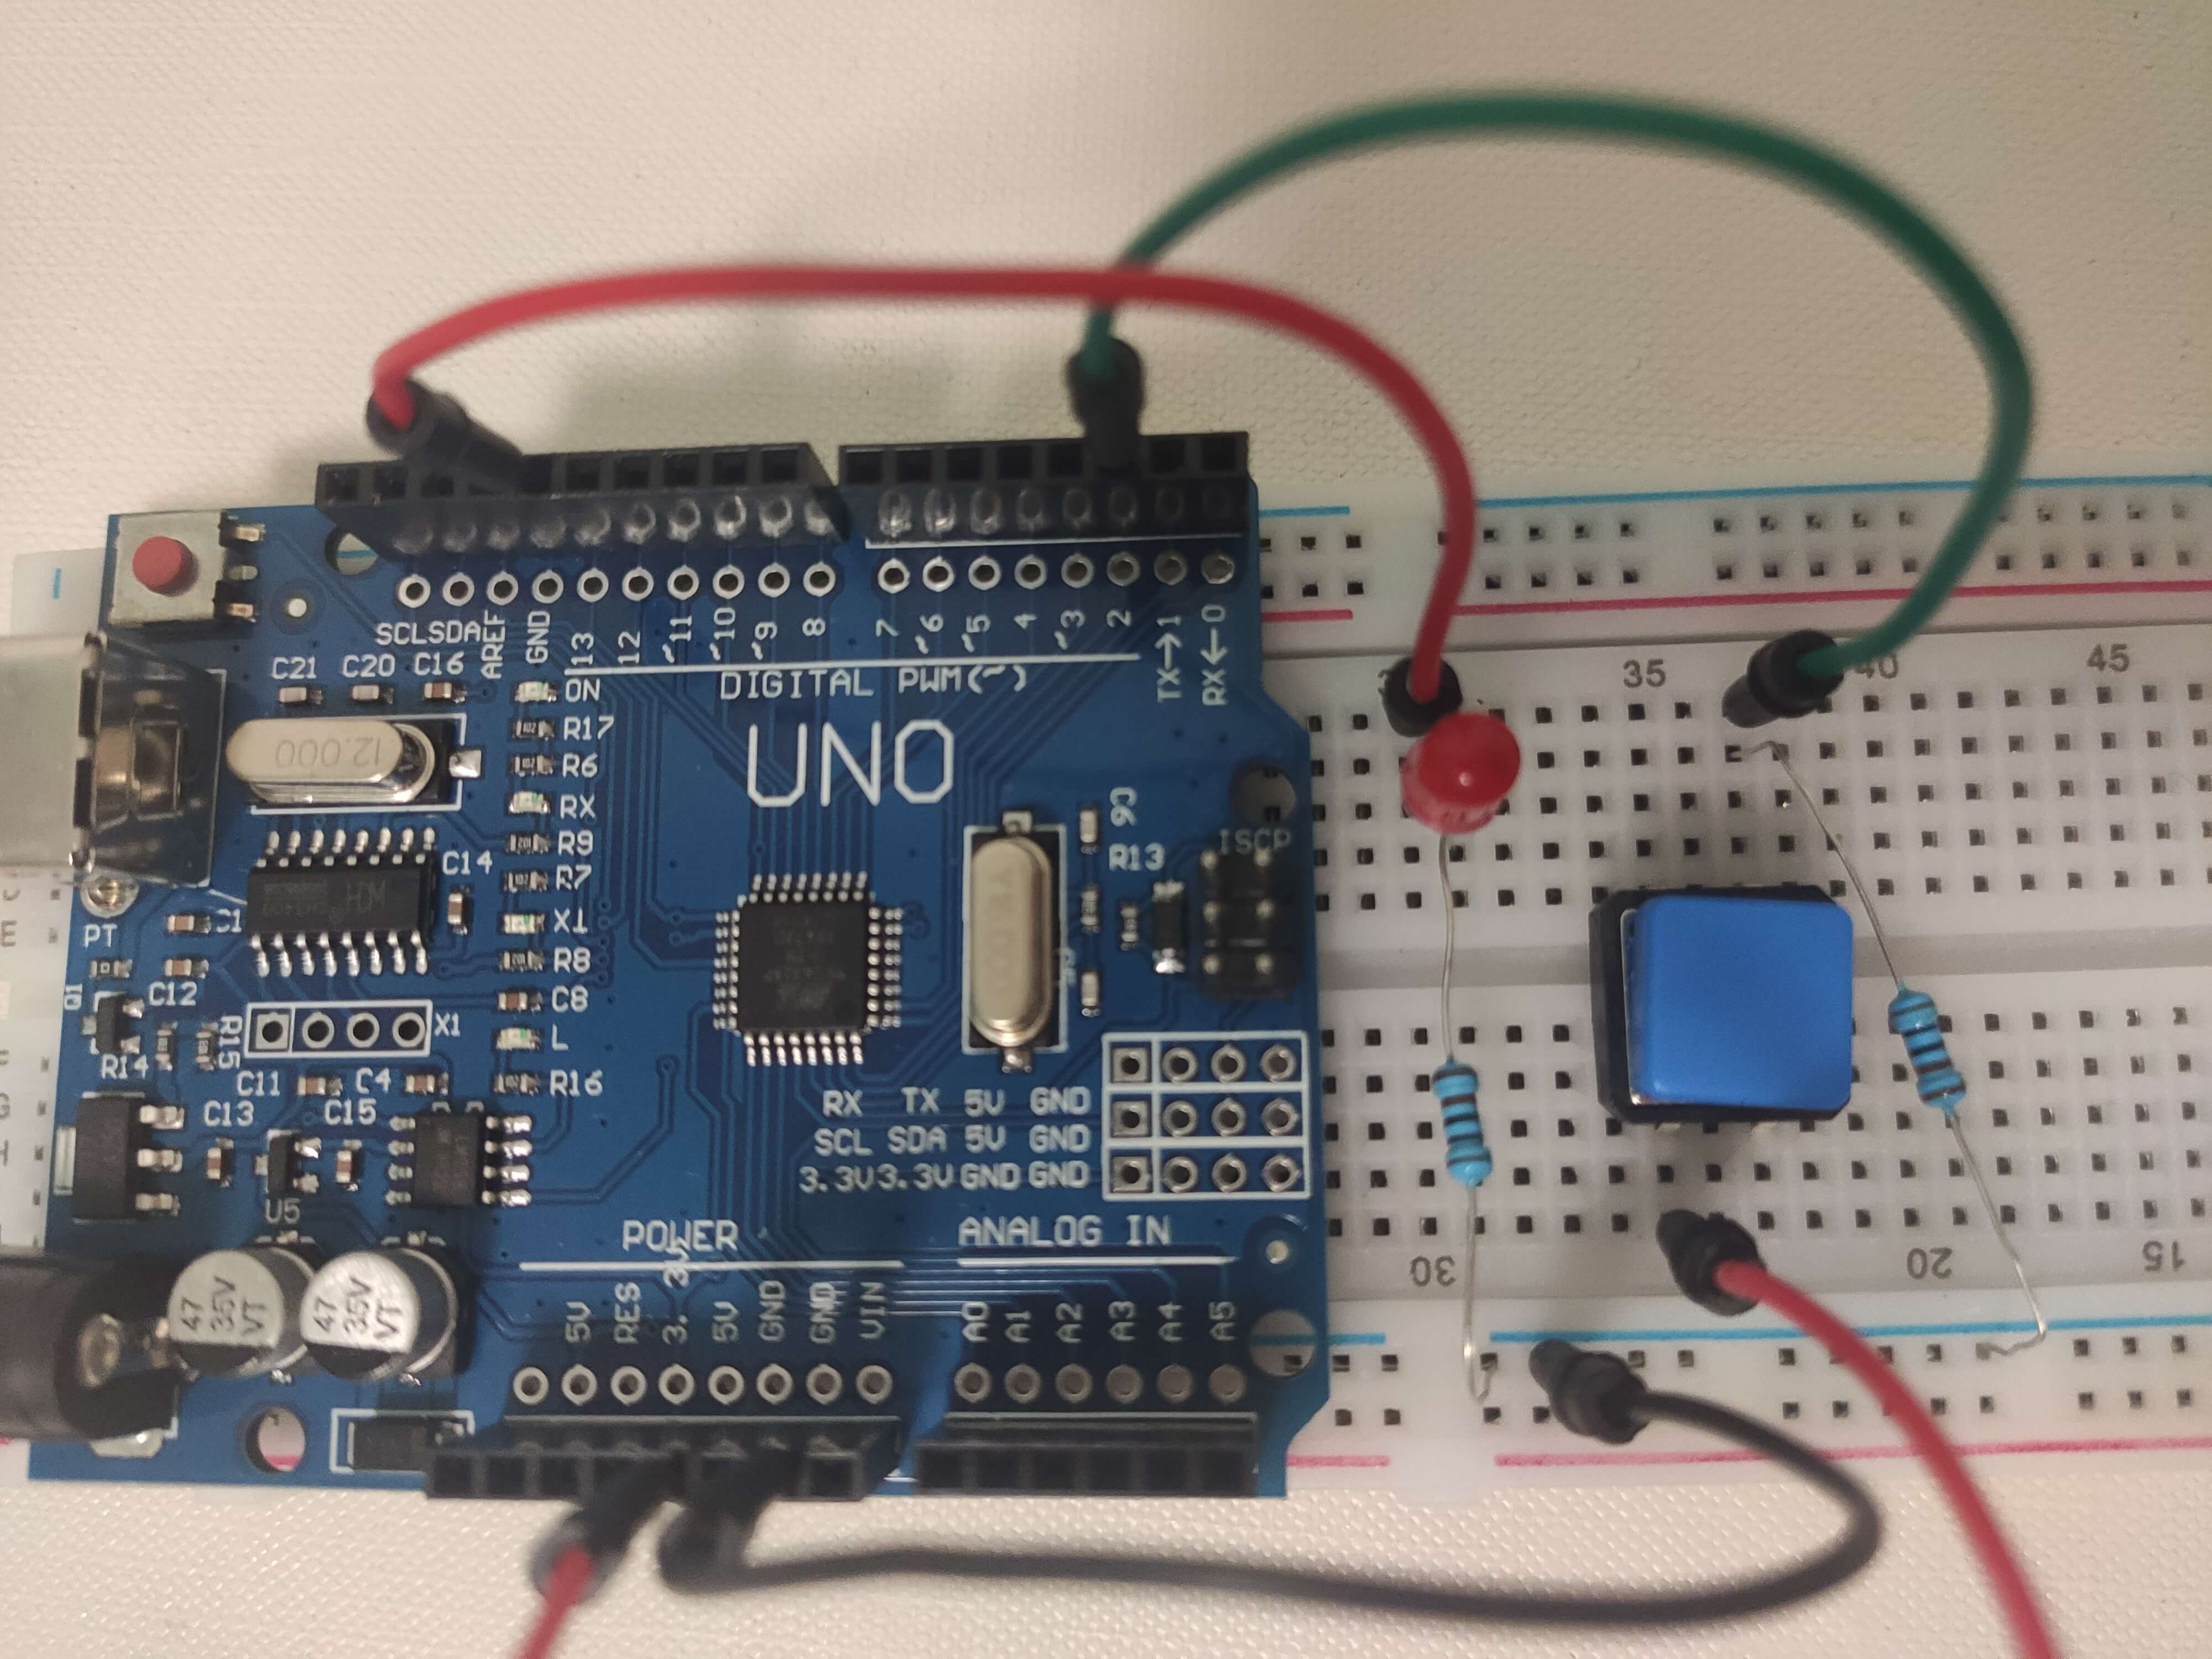 SCL SDA AREF GND 13 12 ~11 ~10 ~9 8 7 ~6 ~5 4 ~3 2 TX→1 RX←0
C21 C20 C16
ON
DIGITAL PWM(~)
35 40 45
R17
UNO
12.000
R6
RX
C6
R9
ISCP
C14
R13
R7
C1
X1
PT
R8
E
C12
C8
Q1
R15
X1
L
R14
C11 C4
R16
C13 C15
RX TX 5V GND
SCL SDA 5V GND
3.3V 3.3V GND GND
U5
POWER
ANALOG IN
30 20 15
47
35V
VT
47
35V
VT
5V RES 3.3V 5V GND GND VIN A0 A1 A2 A3 A4 A5